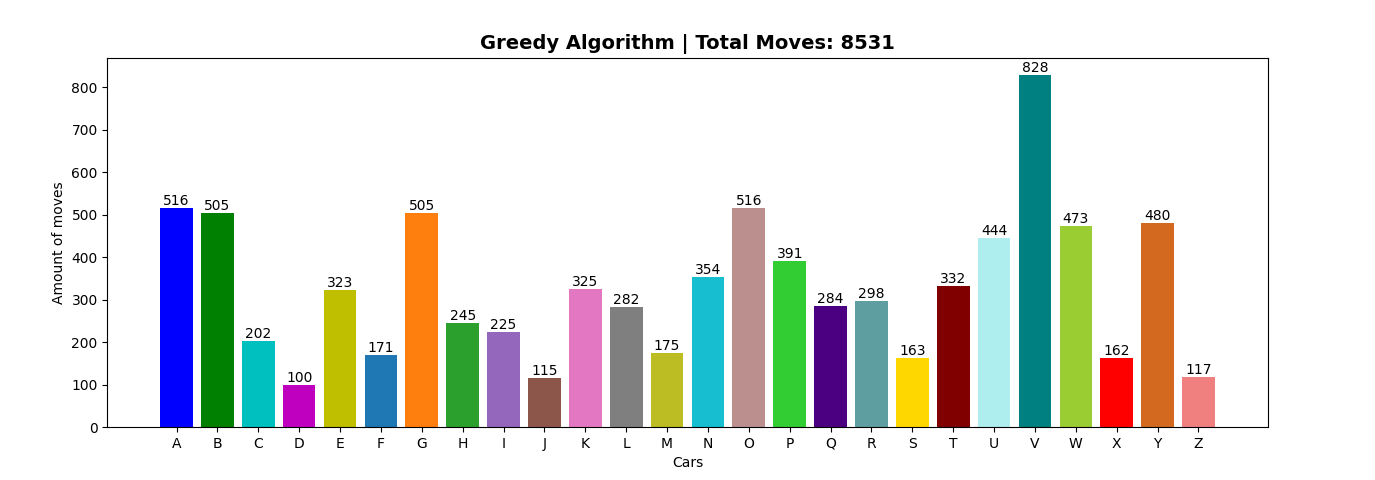 Greedy Algorithm | Total Moves: 8531
Amount of moves
800
700
600
500
400
300
200
100
0
516 505 202 100 323 171 505 245 225 115 325 282 175 354 516 391 284 298 163 332 444 828 473 162 480 117
A B C D E F G H I J K L M N O P Q R S T U V W X Y Z
Cars